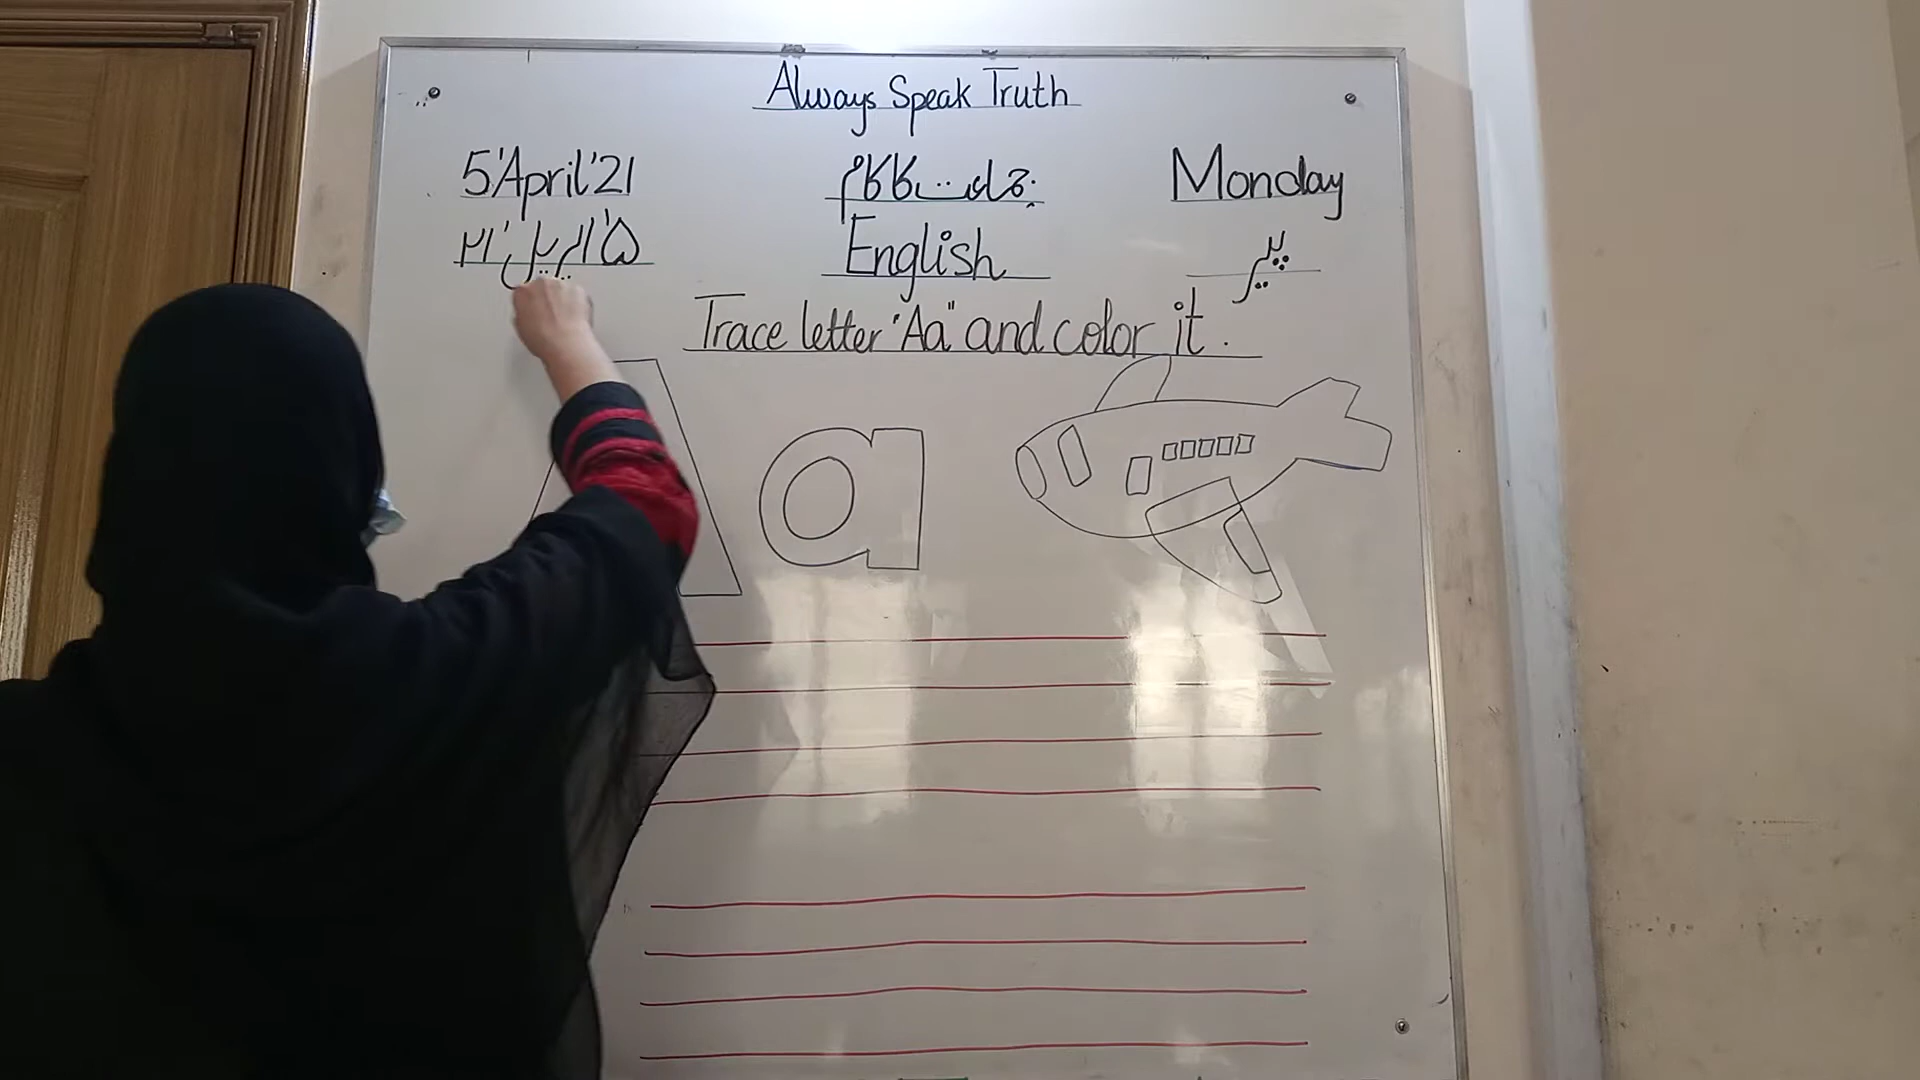 Always Speak Truth
5'April'21
جماعت کا کام
Monday
۵'اپریل'۲۱
English
پیر
Trace letter "Aa" and color it.